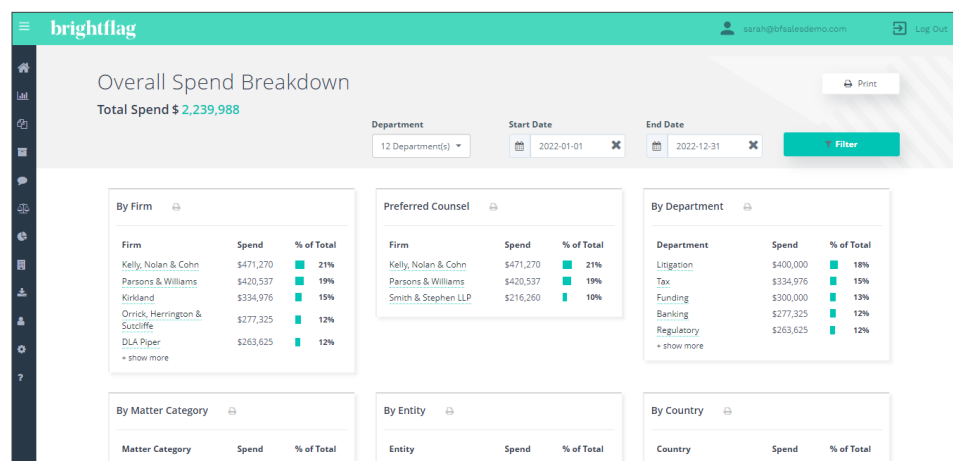 brightflag
sarah@bfsalesdemo.com
Log Out
Overall Spend Breakdown
Print
Total Spend $ 2,239,988
Department
Start Date
End Date
12 Department(s)
2022-01-01
2022-12-31
Filter
By Firm
Firm Spend % of Total
Kelly, Nolan & Cohn $471,270 21%
Parsons & Williams $420,537 19%
Kirkland $334,976 15%
Orrick, Herrington &
Sutcliffe $277,325 12%
DLA Piper $263,625 12%
+ show more
Preferred Counsel
Firm Spend % of Total
Kelly, Nolan & Cohn $471,270 21%
Parsons & Williams $420,537 19%
Smith & Stephen LLP $216,260 10%
By Department
Department Spend % of Total
Litigation $400,000 18%
Tax $334,976 15%
Funding $300,000 13%
Banking $277,325 12%
Regulatory $263,625 12%
+ show more
By Matter Category
Matter Category Spend % of Total
By Entity
Entity Spend % of Total
By Country
Country Spend % of Total